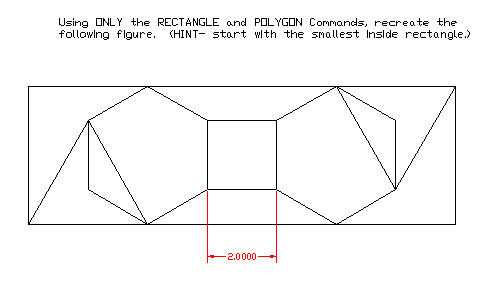 Using ONLY the RECTANGLE and POLYGON Commands, recreate the
following figure. (HINT- start with the smallest inside rectangle.)
2.0000